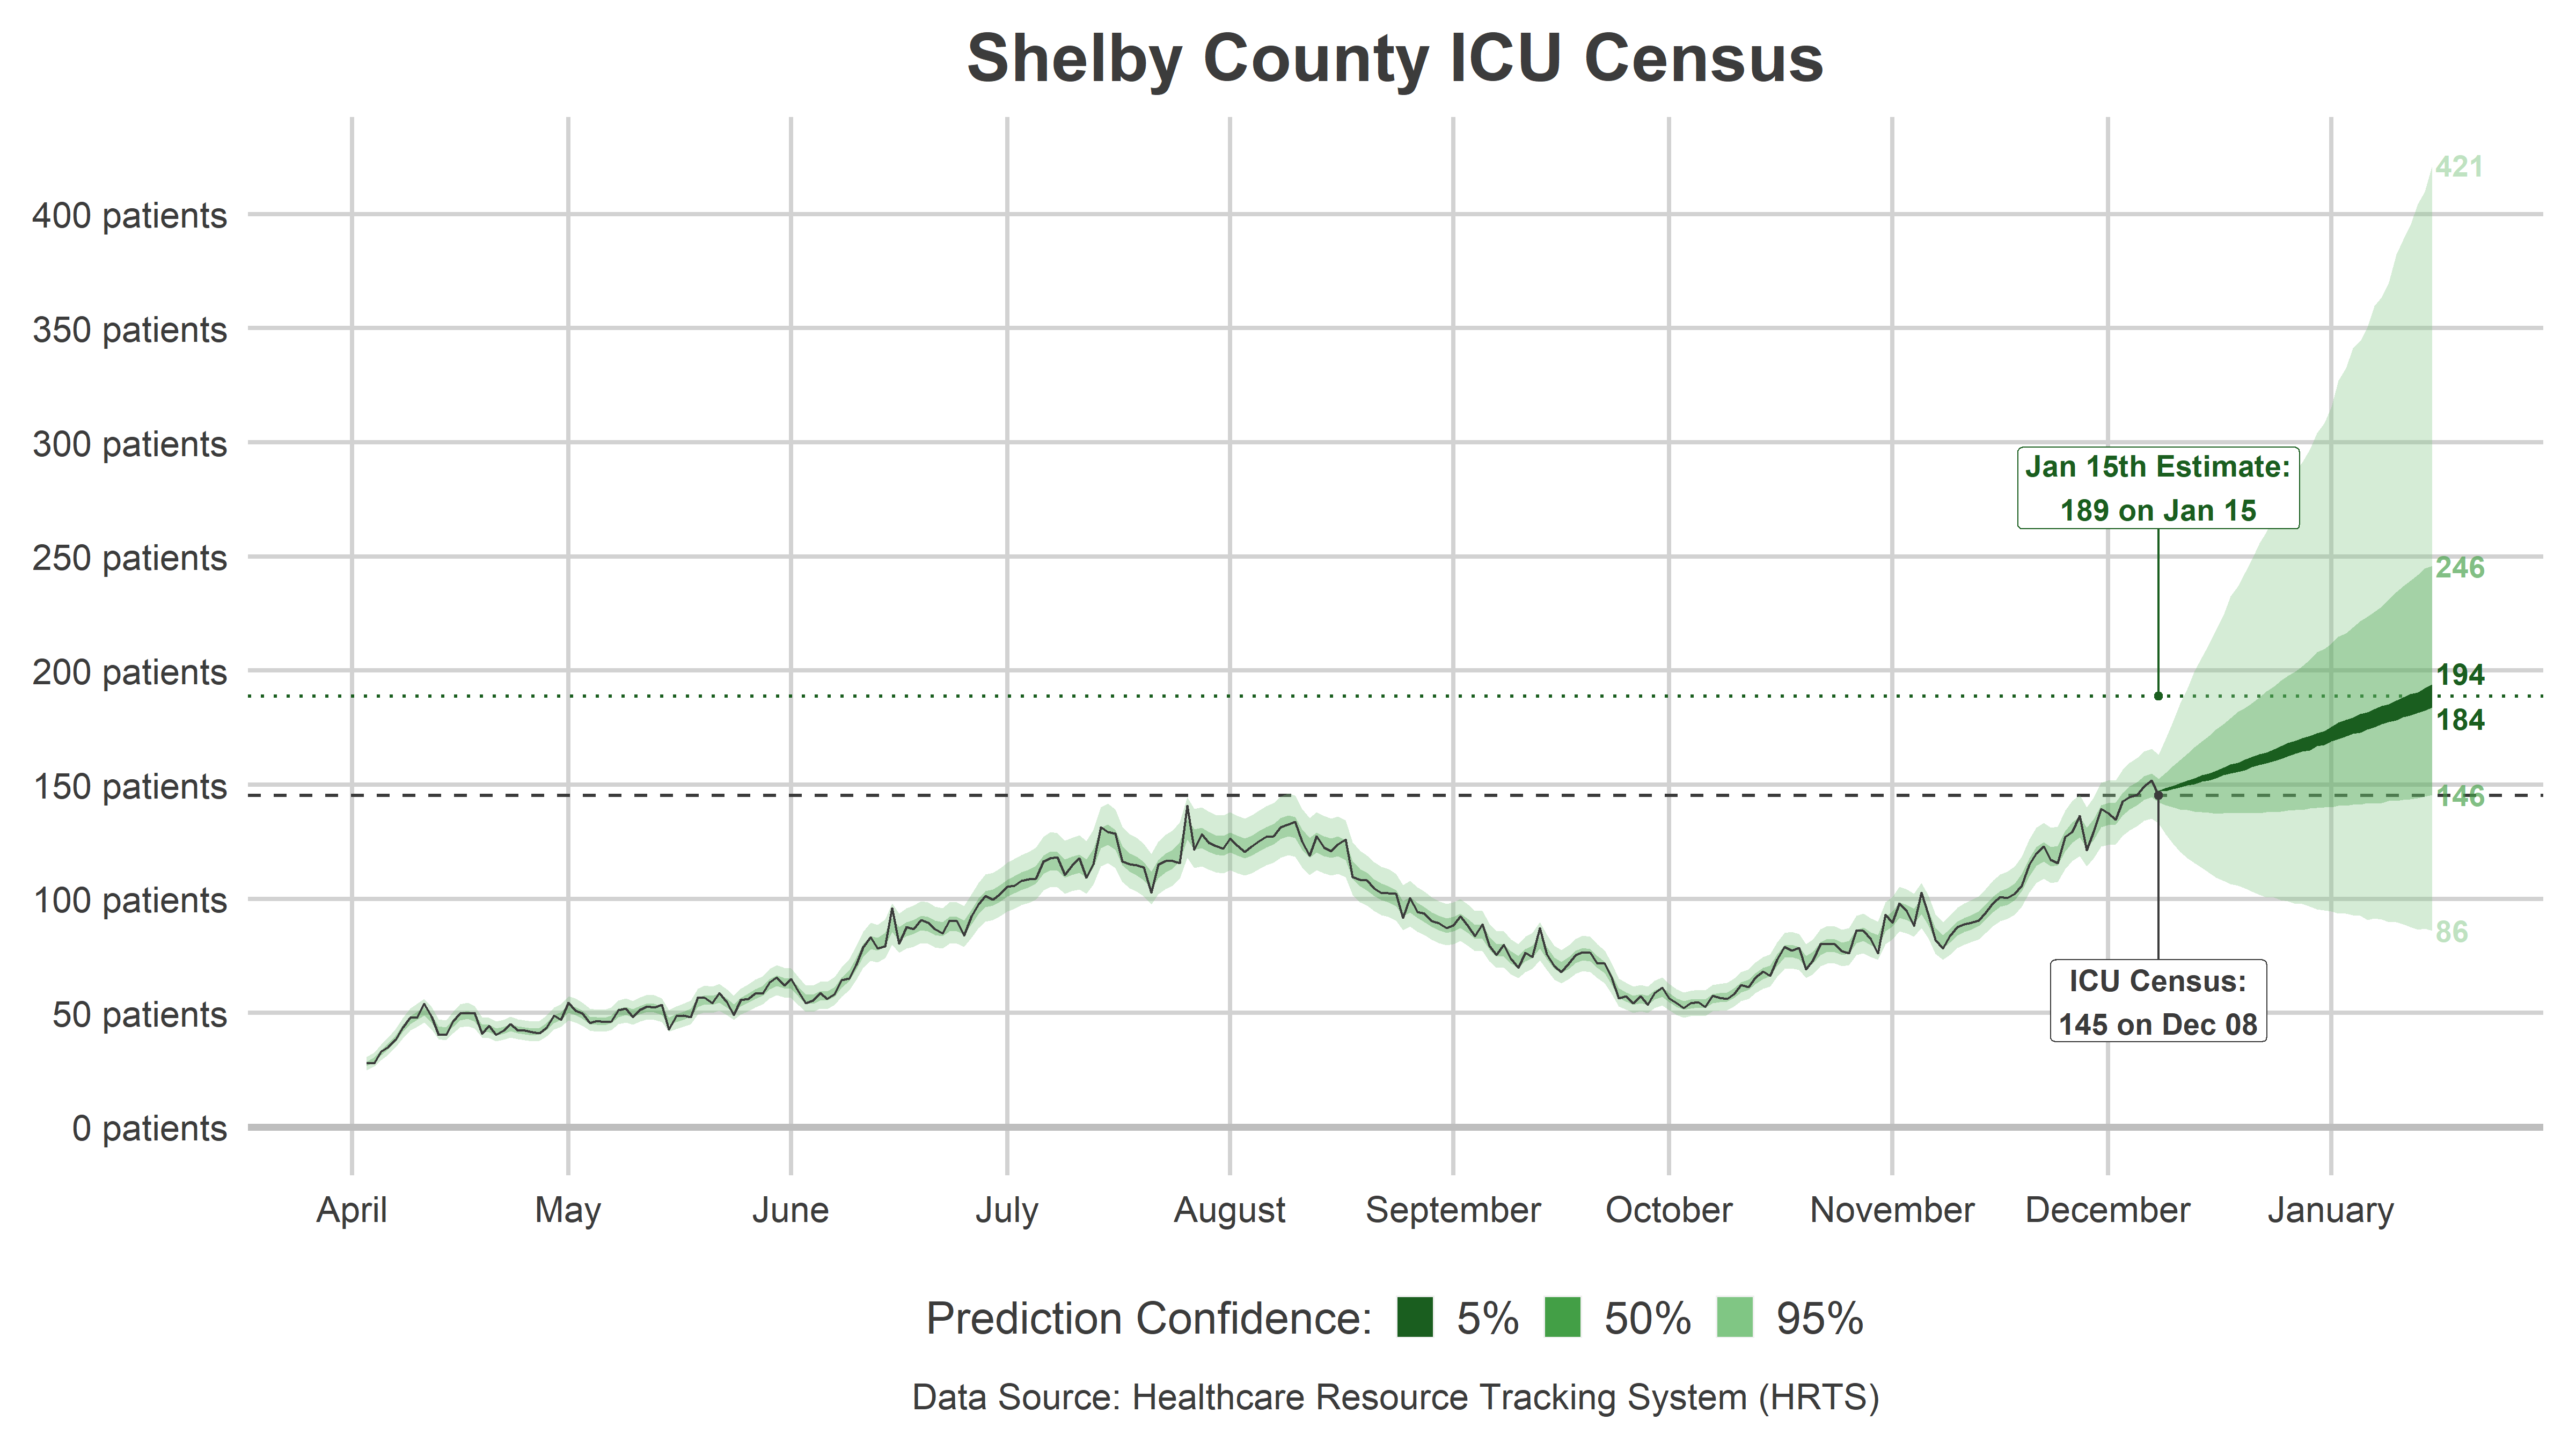 Shelby County ICU Census
421
400 patients
350 patients
300 patients
Jan 15th Estimate:
189 on Jan 15
250 patients
246
200 patients
194
184
150 patients
146
100 patients
86
ICU Census:
145 on Dec 08
50 patients
0 patients
April May June July August September October November December January
Prediction Confidence: 5% 50% 95%
Data Source: Healthcare Resource Tracking System (HRTS)